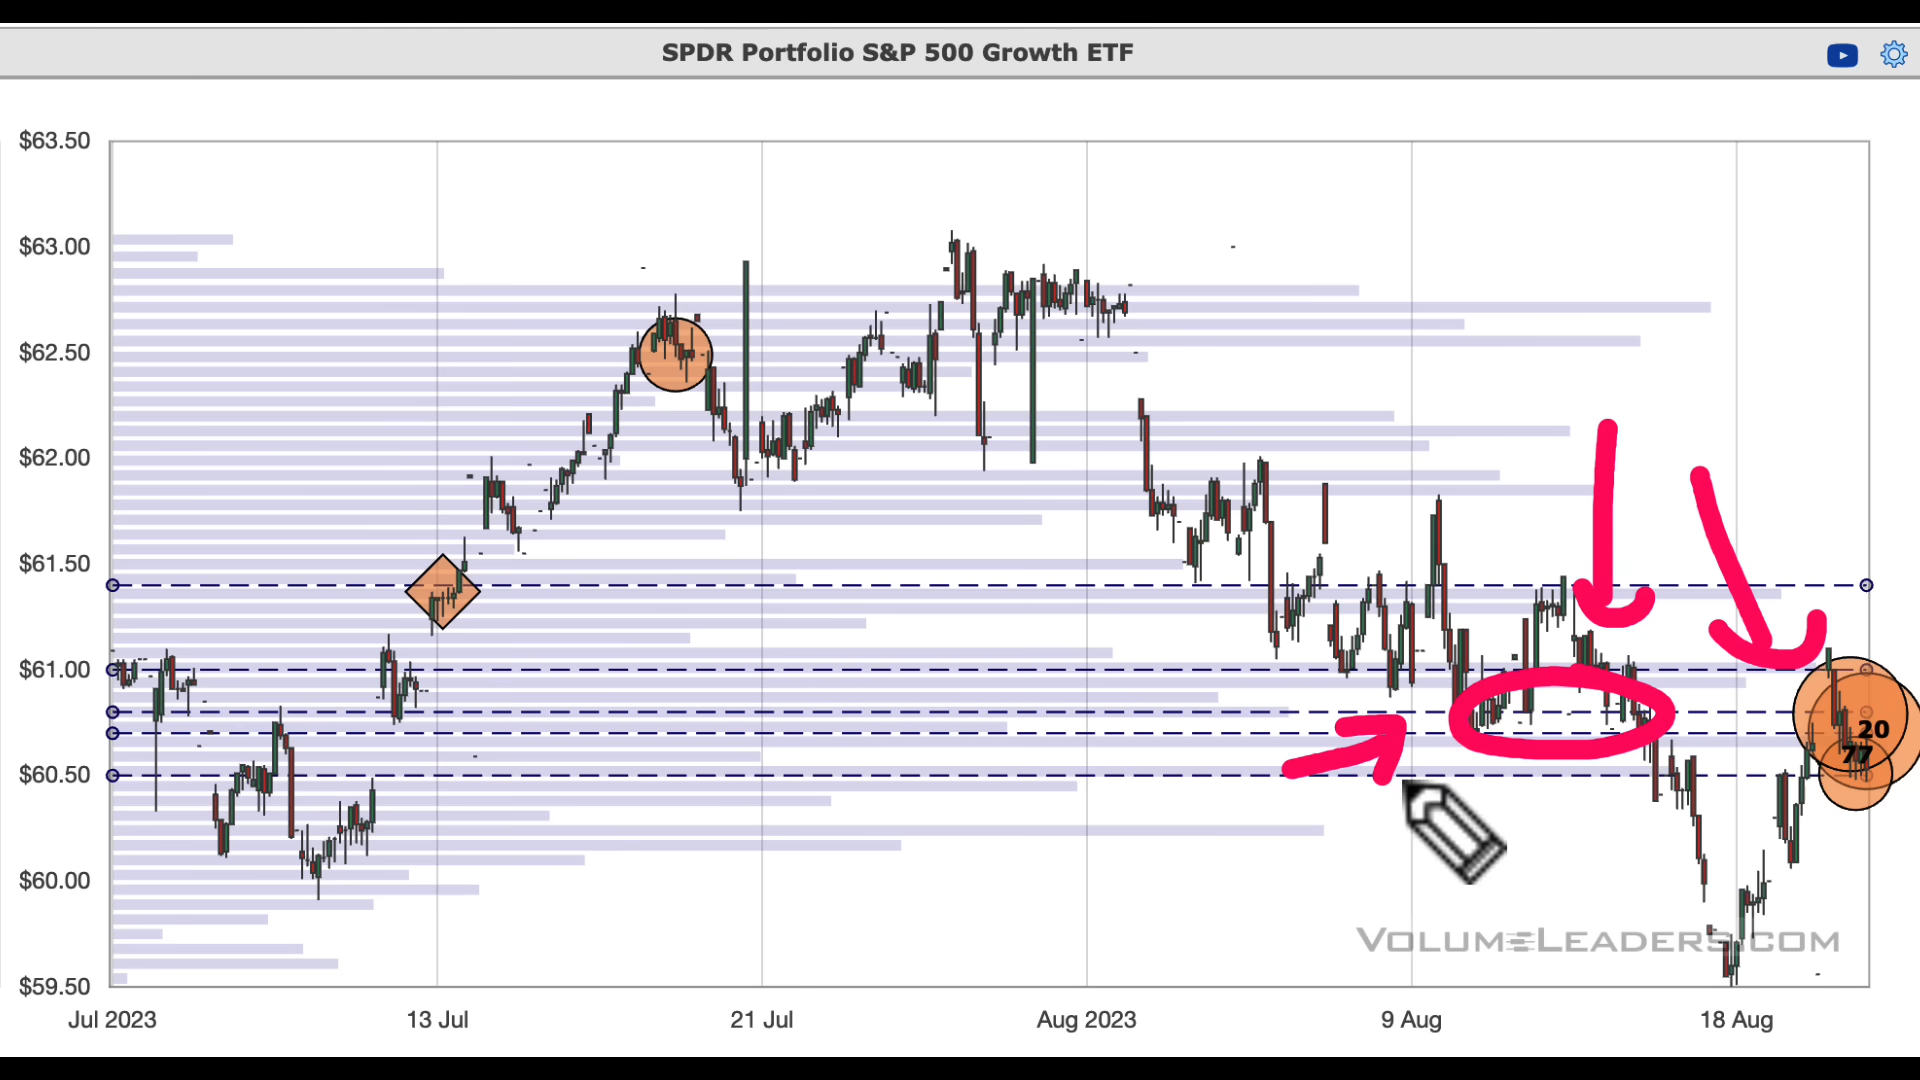 SPDR Portfolio S&P 500 Growth ETF
$63.50
$63.00
$62.50
$62.00
$61.50
$61.00
$60.50
$60.00
$59.50
20
77
VOLUMELEADERS.COM
Jul 2023
13 Jul
21 Jul
Aug 2023
9 Aug
18 Aug